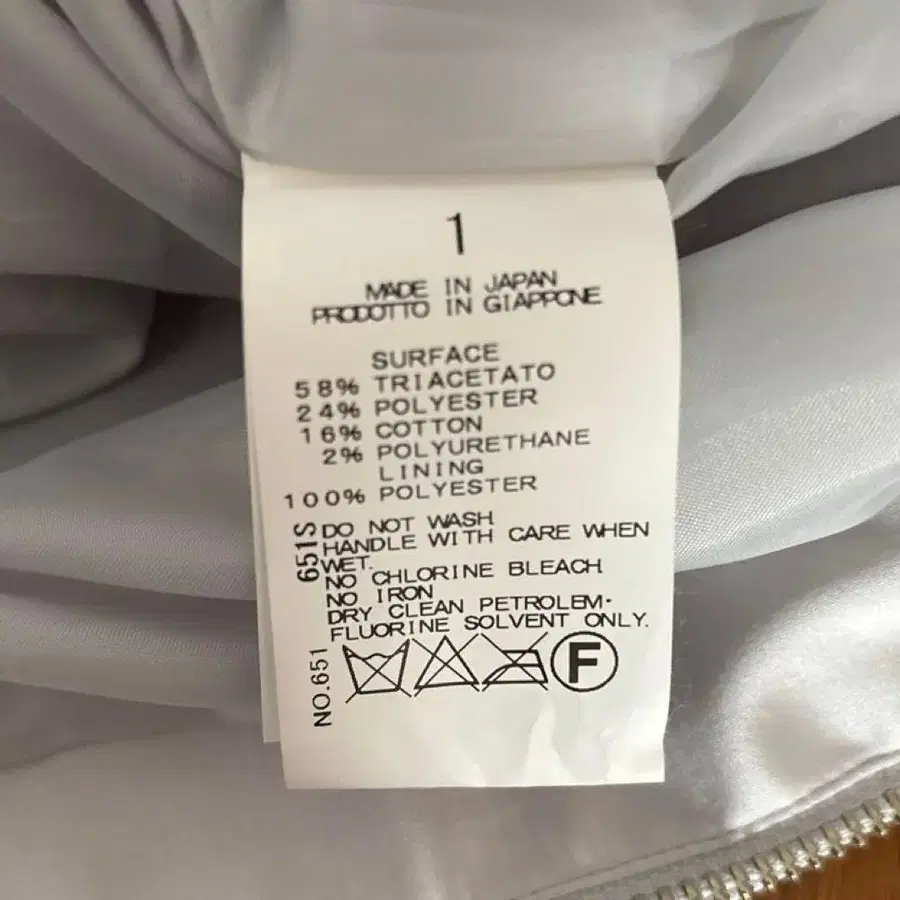 1
MADE IN JAPAN
PRODOTTO IN GIAPPONE
SURFACE
58% TRIACETATO
24% POLYESTER
16% COTTON
2% POLYURETHANE
LINING
100% POLYESTER
DO NOT WASH
HANDLE WITH CARE WHEN
WET.
NO CHLORINE BLEACH
NO IRON
DRY CLEAN PETROLEM·
FLUORINE SOLVENT ONLY.
F
NO.651 651S